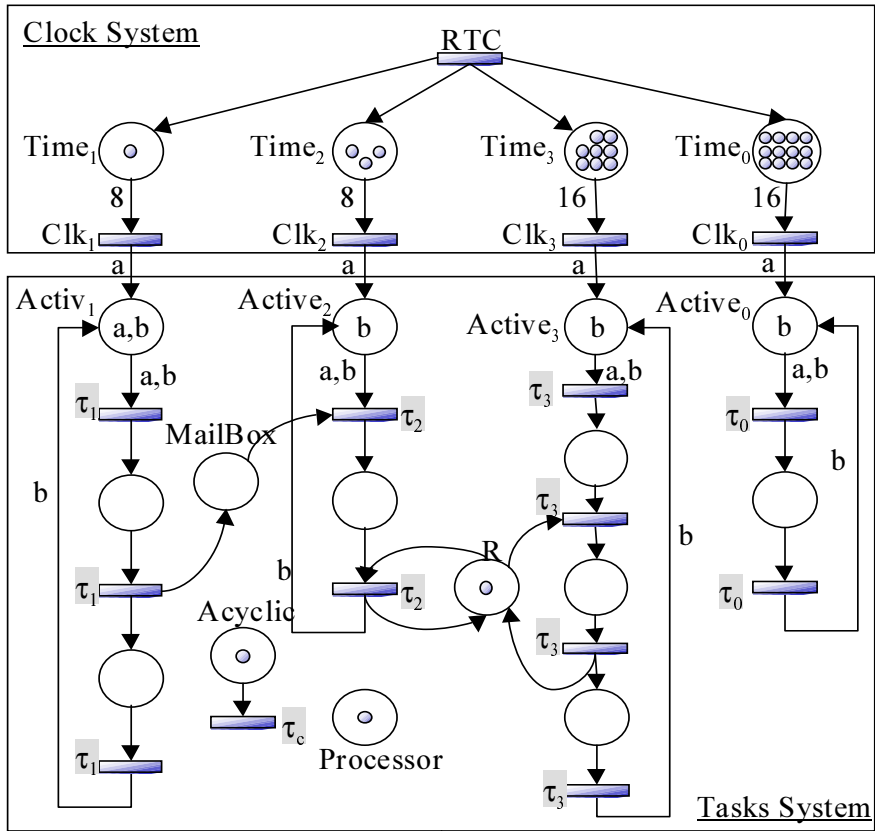 Clock System
RTC
Time₁
Time₂
Time₃
Time₀
8
8
16
16
Clk₁
Clk₂
Clk₃
Clk₀
a
a
a
a
Activ₁
Active₂
Active₃
Active₀
a,b
b
b
b
a,b
a,b
a,b
a,b
τ₁
MailBox
τ₂
τ₃
τ₀
b
b
τ₃
R
b
b
τ₁
τ₂
τ₀
Acyclic
τ₃
τc
Processor
τ₁
τ₃
Tasks System